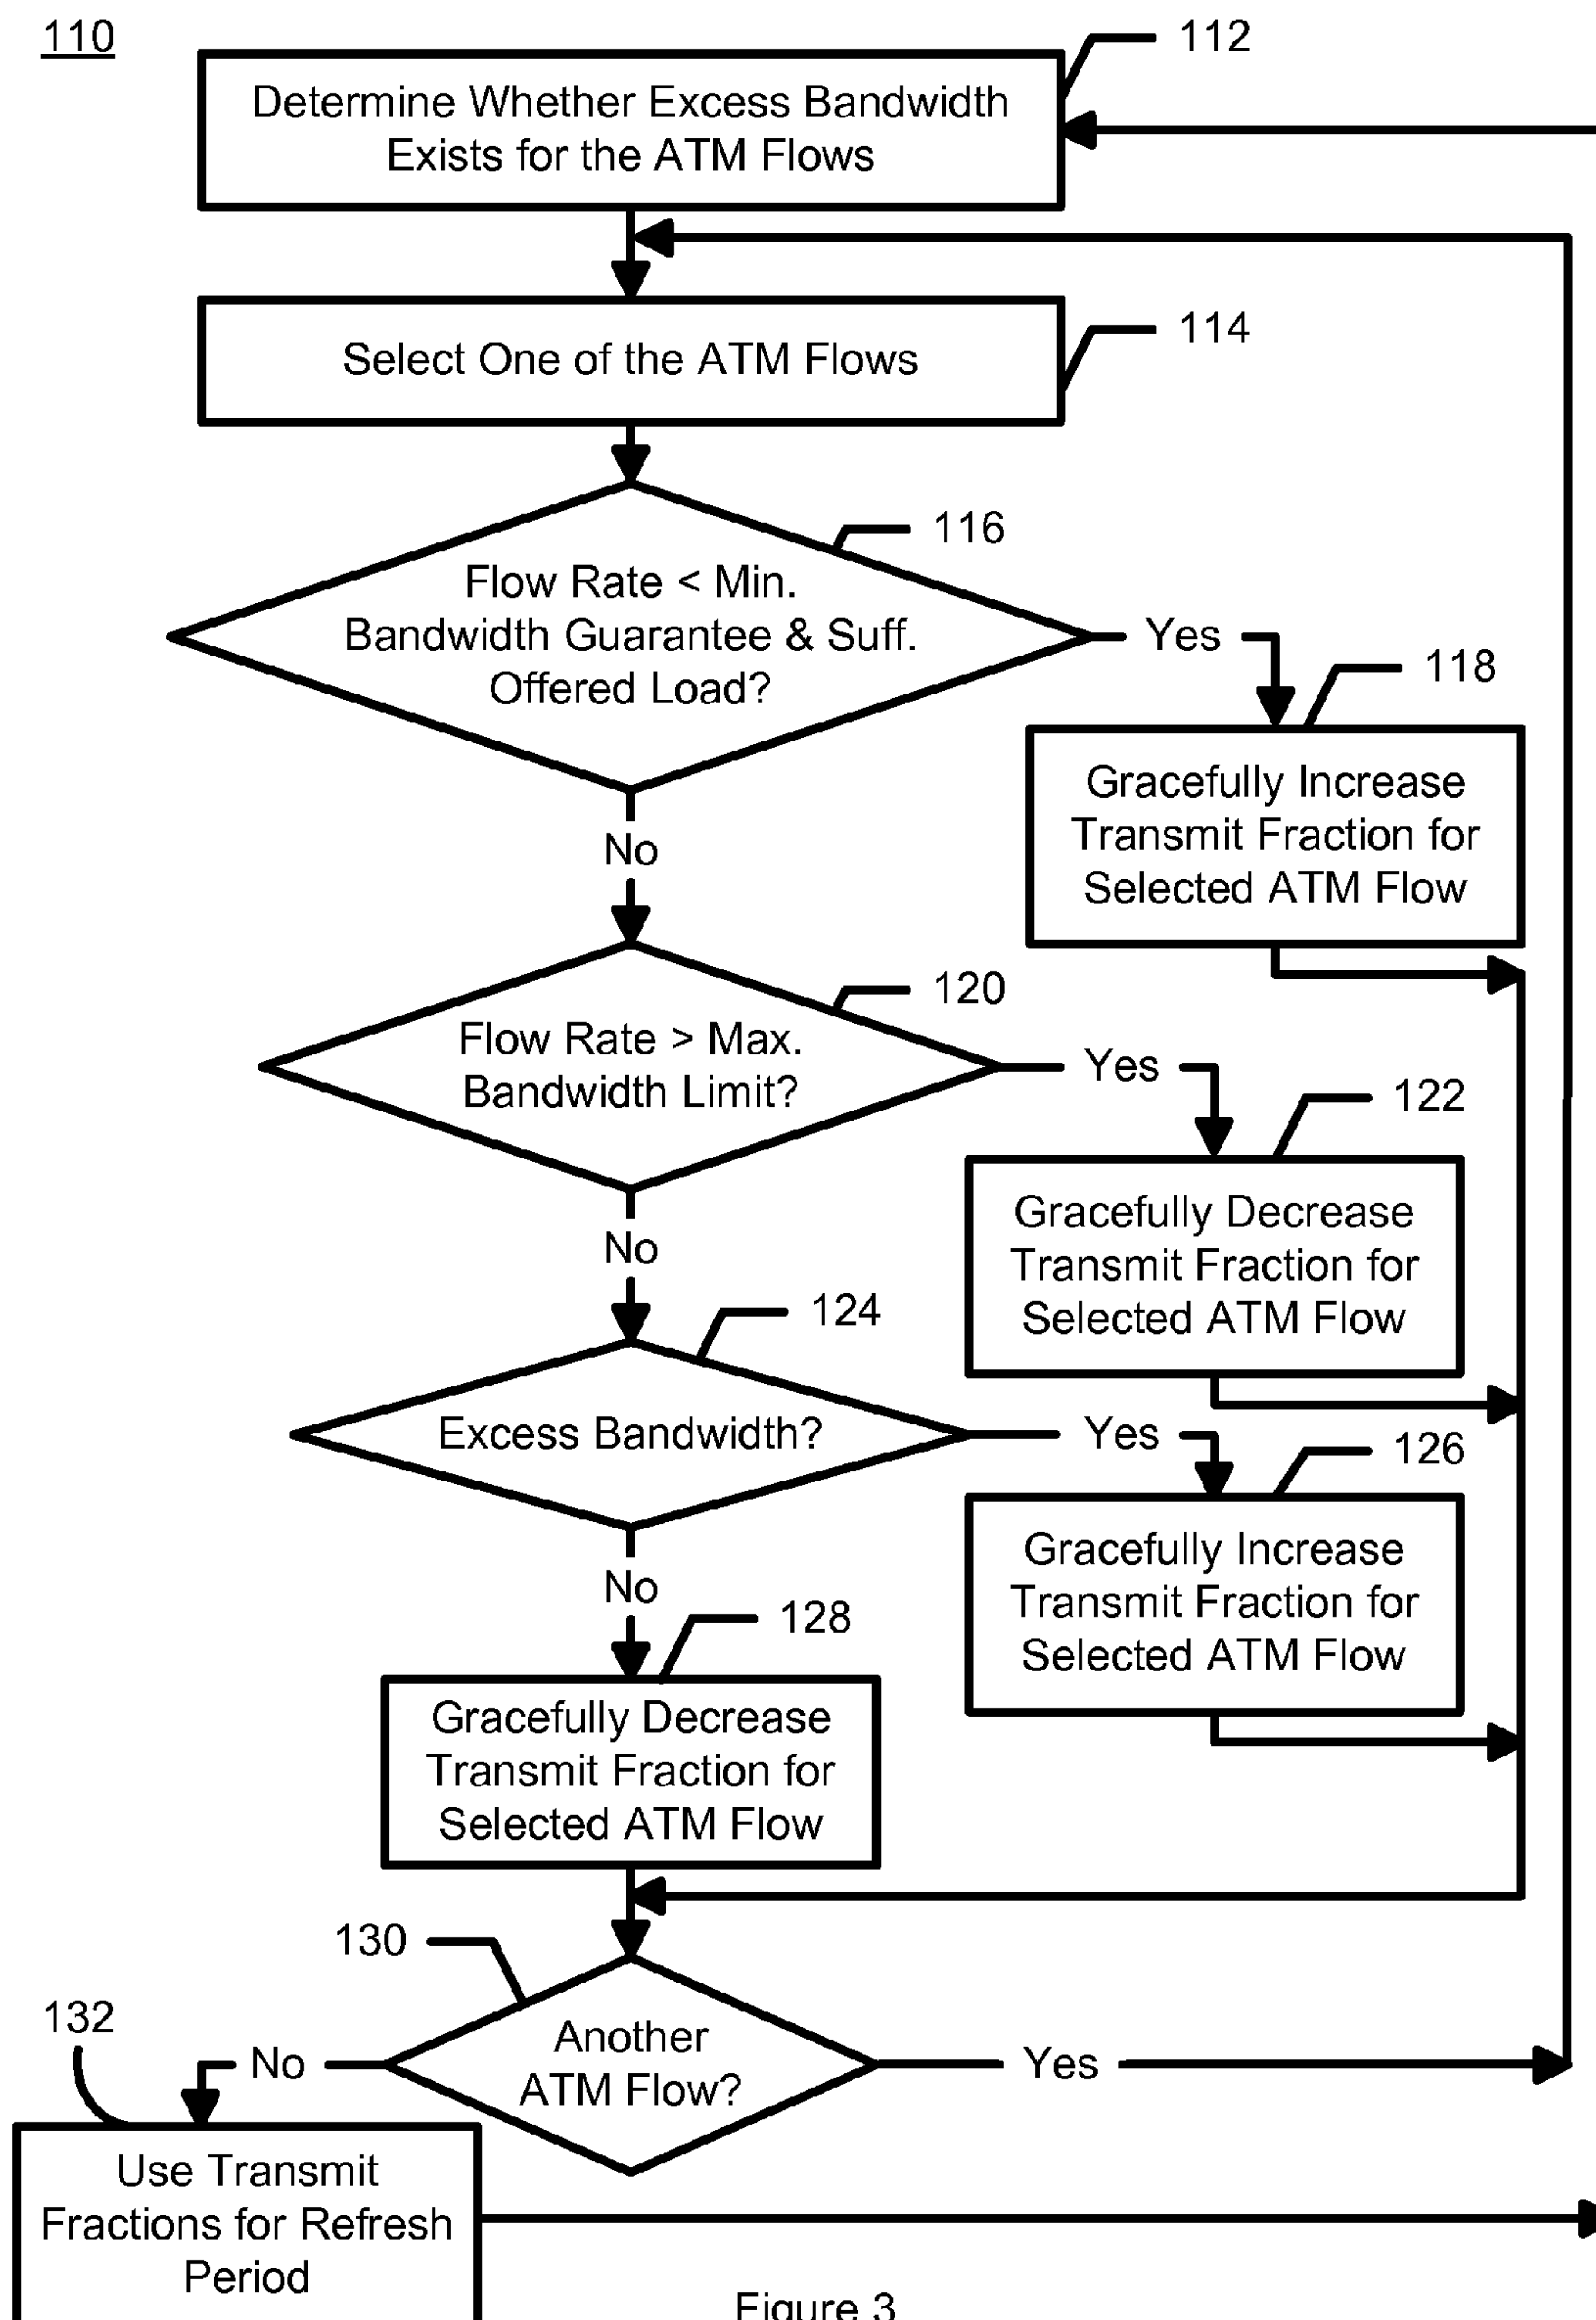 110
112
Determine Whether Excess Bandwidth
Exists for the ATM Flows
114
Select One of the ATM Flows
116
Flow Rate < Min.
Bandwidth Guarantee & Suff.
Offered Load?
Yes
118
Gracefully Increase
Transmit Fraction for
Selected ATM Flow
No
120
Flow Rate > Max.
Bandwidth Limit?
Yes
122
Gracefully Decrease
Transmit Fraction for
Selected ATM Flow
No
124
Excess Bandwidth?
Yes
126
Gracefully Increase
Transmit Fraction for
Selected ATM Flow
No
128
Gracefully Decrease
Transmit Fraction for
Selected ATM Flow
130
Another
ATM Flow?
Yes
No
132
Use Transmit
Fractions for Refresh
Period
Figure 3